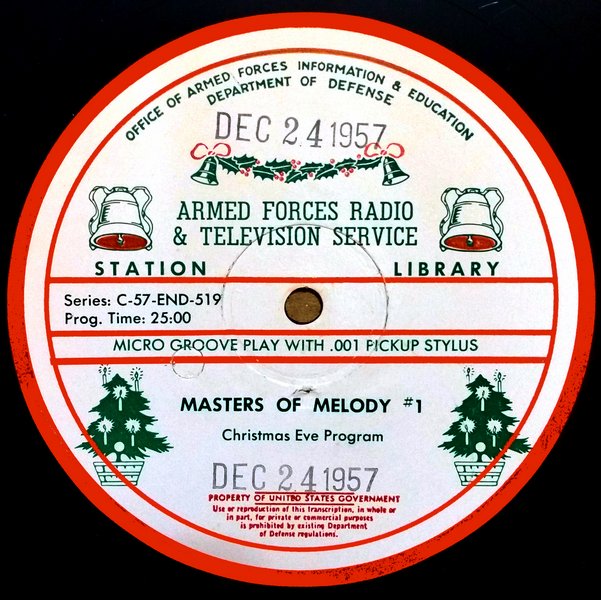 OFFICE OF ARMED FORCES INFORMATION & EDUCATION
DEPARTMENT OF DEFENSE
DEC 24 1957
ARMED FORCES RADIO
& TELEVISION SERVICE
STATION LIBRARY
Series: C-57-END-519
Prog. Time: 25:00
MICRO GROOVE PLAY WITH .001 PICKUP STYLUS
MASTERS OF MELODY #1
Christmas Eve Program
DEC 24 1957
PROPERTY OF UNITED STATES GOVERNMENT
Use or reproduction of this transcription, in whole or
in part, for private or commercial purposes
is prohibited by existing Department
of Defense regulations.